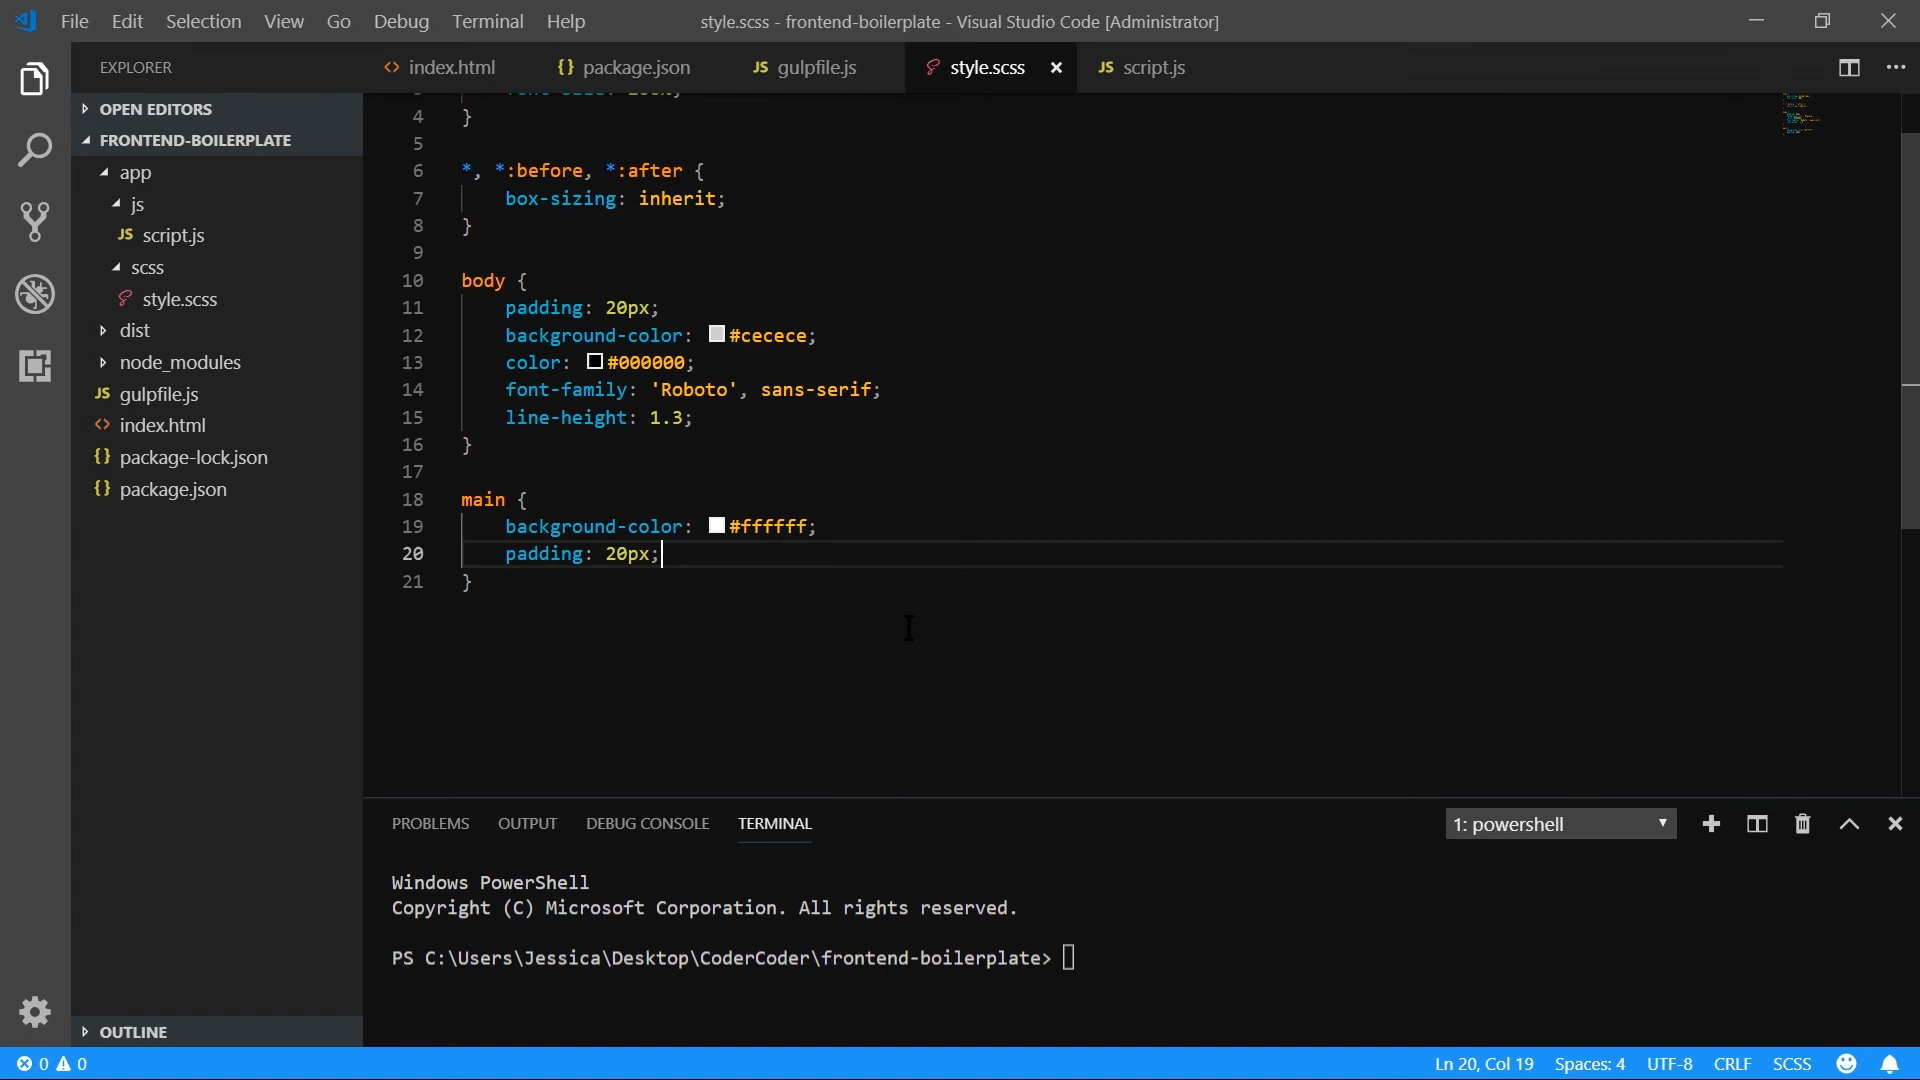 File Edit Selection View Go Debug Terminal Help
style.scss - frontend-boilerplate - Visual Studio Code [Administrator]
EXPLORER
OPEN EDITORS
FRONTEND-BOILERPLATE
app
js
JS script.js
scss
style.scss
dist
node_modules
JS gulpfile.js
<> index.html
{} package-lock.json
{} package.json
OUTLINE
<> index.html {} package.json JS gulpfile.js style.scss × JS script.js
4 }
5
6 *, *:before, *:after {
7 box-sizing: inherit;
8 }
9
10 body {
11 padding: 20px;
12 background-color: #cecece;
13 color: #000000;
14 font-family: 'Roboto', sans-serif;
15 line-height: 1.3;
16 }
17
18 main {
19 background-color: #ffffff;
20 padding: 20px;
21 }
PROBLEMS OUTPUT DEBUG CONSOLE TERMINAL
1: powershell
Windows PowerShell
Copyright (C) Microsoft Corporation. All rights reserved.
PS C:\Users\Jessica\Desktop\CoderCoder\frontend-boilerplate>
0 0
Ln 20, Col 19 Spaces: 4 UTF-8 CRLF SCSS